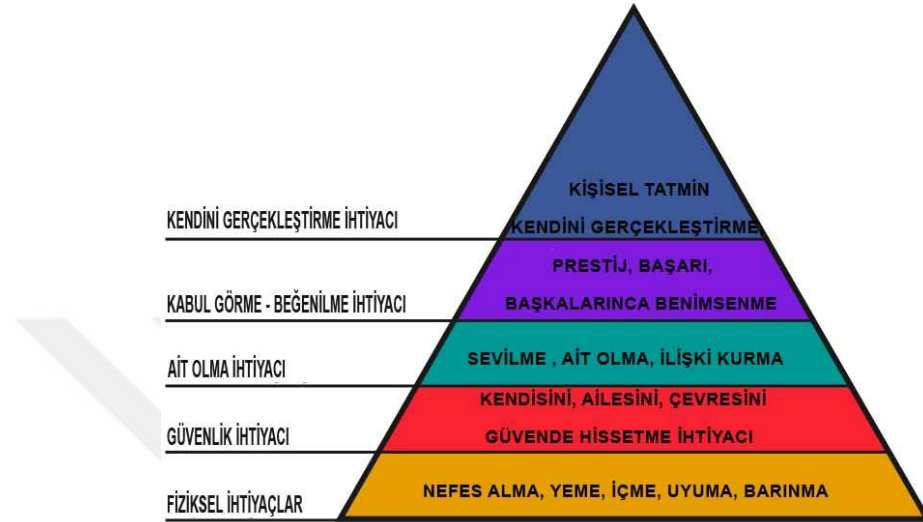 KİŞİSEL TATMİN
KENDİNİ GERÇEKLEŞTİRME İHTİYACI
KENDİNİ GERÇEKLEŞTİRME
PRESTİJ, BAŞARI,
KABUL GÖRME - BEĞENİLME İHTİYACI
BAŞKALARINCA BENİMSENME
AİT OLMA İHTİYACI
SEVİLME , AİT OLMA, İLİŞKİ KURMA
KENDİSİNİ, AİLESİNİ, ÇEVRESİNİ
GÜVENLİK İHTİYACI
GÜVENDE HİSSETME İHTİYACI
FİZİKSEL İHTİYAÇLAR
NEFES ALMA, YEME, İÇME, UYUMA, BARINMA